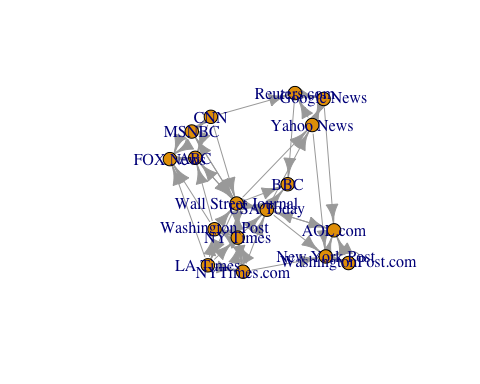 Reuters.com
Google News
CNN
Yahoo News
MSNBC
FOX News
ABC
BBC
Wall Street Journal
USA Today
Washington Post
AOL.com
NY Times
New York Post
WashingtonPost.com
LA Times
NYTimes.com